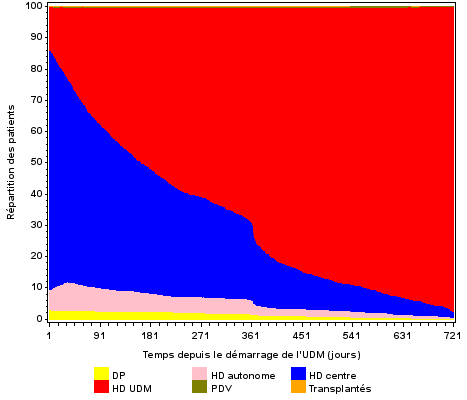 100
90
80
70
60
50
40
30
20
10
0
Répartition des patients
1 91 181 271 361 451 541 631 721
Temps depuis le démarrage de l'UDM (jours)
DP HD autonome HD centre
HD UDM PDV Transplantés